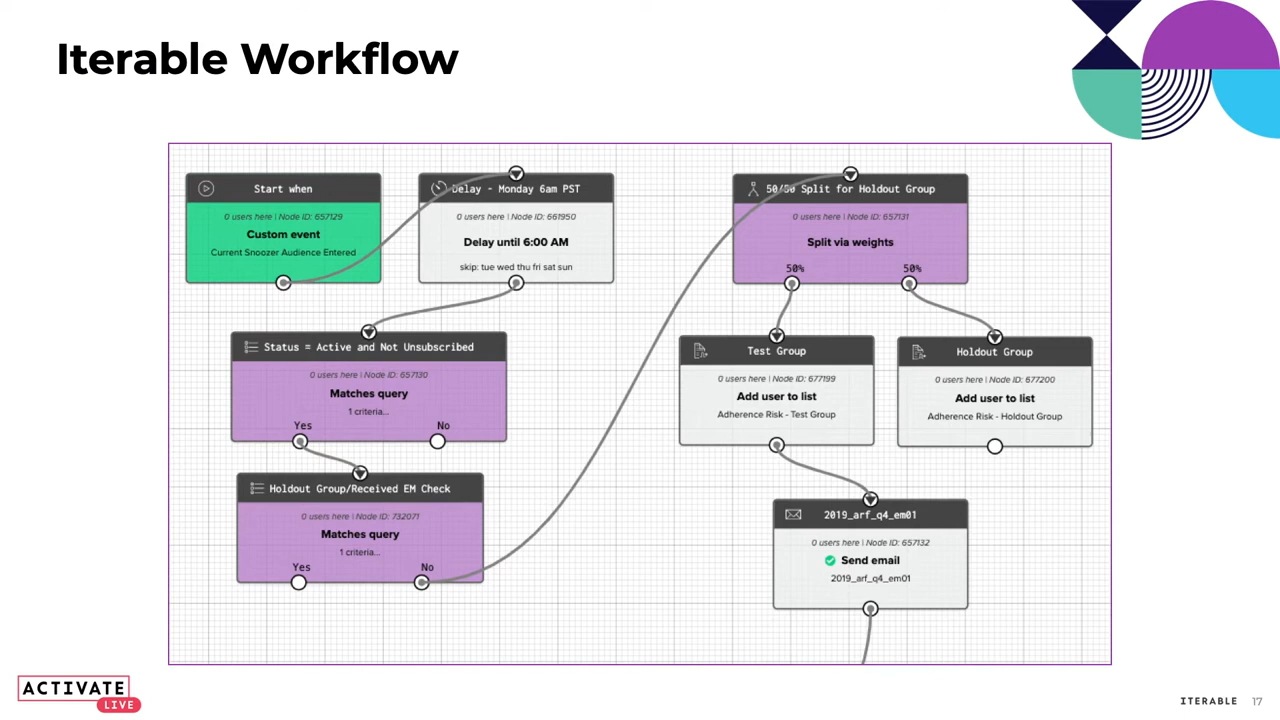 Iterable Workflow
Start when
0 users here | Node ID: 657129
Custom event
Current Snoozer Audience Entered
Delay - Monday 6am PST
0 users here | Node ID: 661950
Delay until 6:00 AM
skip: tue wed thu fri sat sun
Status = Active and Not Unsubscribed
0 users here | Node ID: 657130
Matches query
1 criteria...
Yes No
Holdout Group/Received EM Check
0 users here | Node ID: 732071
Matches query
1 criteria...
Yes No
50/50 Split for Holdout Group
0 users here | Node ID: 657131
Split via weights
50% 50%
Test Group
0 users here | Node ID: 677199
Add user to list
Adherence Risk - Test Group
Holdout Group
0 users here | Node ID: 677200
Add user to list
Adherence Risk - Holdout Group
2019_arf_q4_em01
0 users here | Node ID: 657132
Send email
2019_arf_q4_em01
ACTIVATE
LIVE
ITERABLE 17